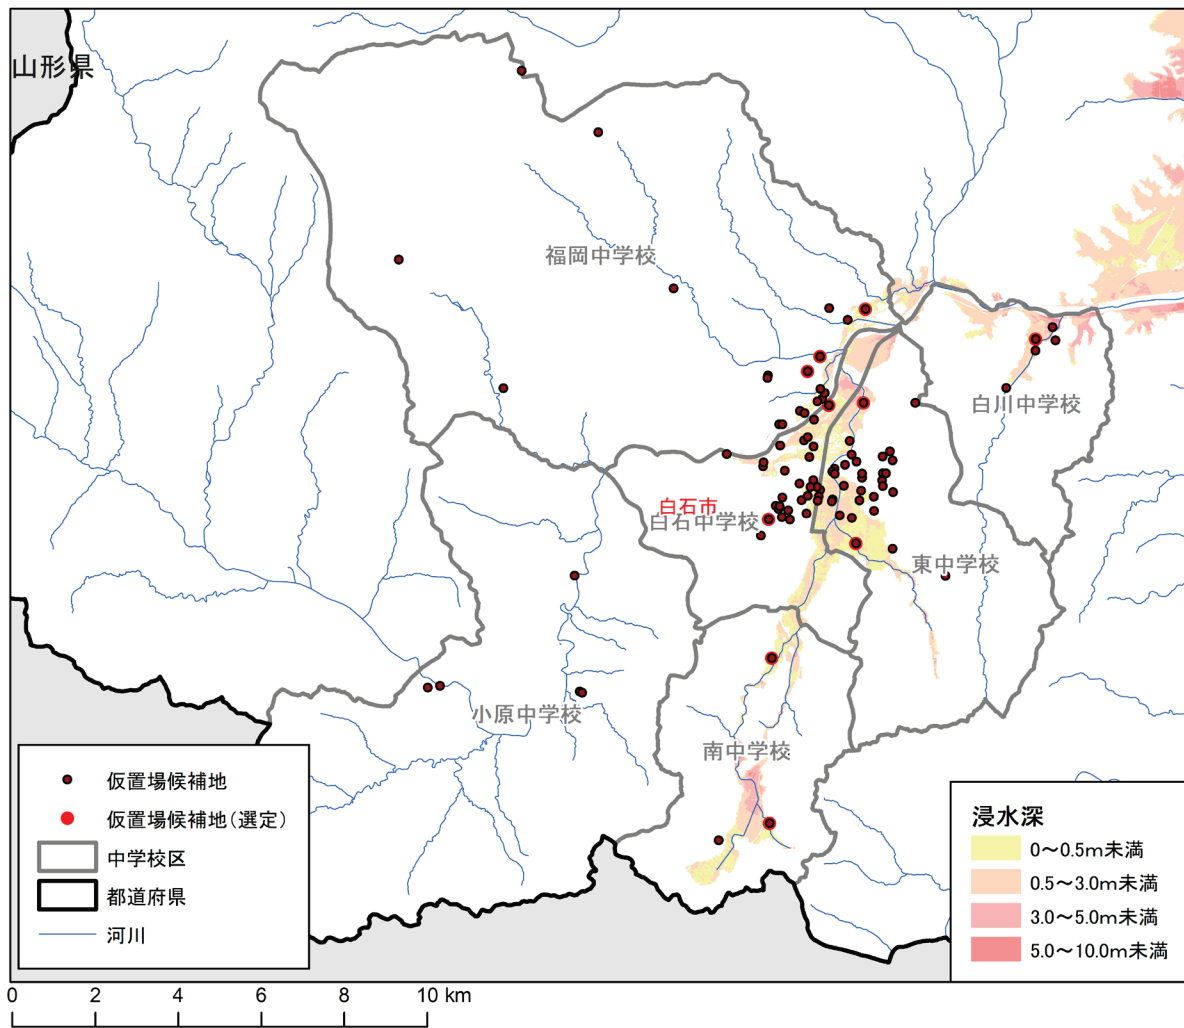 山形県
福岡中学校
白川中学校
白石市
白石中学校
東中学校
小原中学校
南中学校
仮置場候補地
仮置場候補地(選定)
中学校区
都道府県
河川
浸水深
0~0.5m未満
0.5~3.0m未満
3.0~5.0m未満
5.0~10.0m未満
0 2 4 6 8 10 km